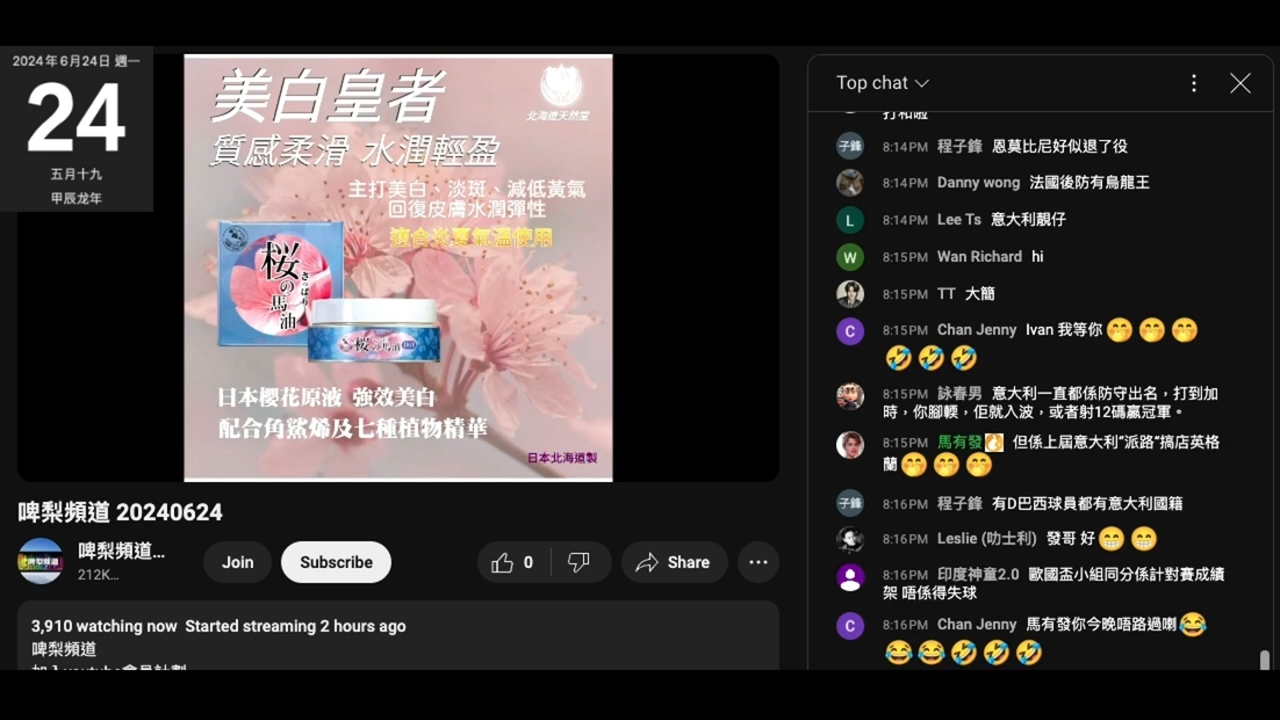 2024年6月24日 週一
24
五月十九
甲辰龙年
美白皇者
北海道天然堂
質感柔滑 水潤輕盈
主打美白、淡斑、減低黃氣
回復皮膚水潤彈性
適合炎夏氣溫使用
桜の馬油
さっぱり
桜の馬油
日本櫻花原液 強效美白
配合角鯊烯及七種植物精華
日本北海道製
啤梨頻道 20240624
啤梨頻道...
212K...
Join
Subscribe
0
Share
3,910 watching now Started streaming 2 hours ago
啤梨頻道
Top chat
打和啦
子鋒 8:14PM 程子鋒 恩莫比尼好似退了役
8:14PM Danny wong 法國後防有烏龍王
L 8:14PM Lee Ts 意大利靚仔
W 8:15PM Wan Richard hi
8:15PM TT 大簡
C 8:15PM Chan Jenny Ivan 我等你🤭🤭🤭
🤣🤣🤣
8:15PM 詠春男 意大利一直都係防守出名，打到加
時，你腳軟，佢就入波，或者射12碼贏冠軍。
8:15PM 馬有發 但係上屆意大利”派路”搞店英格
蘭🤭🤭🤭
子鋒 8:16PM 程子鋒 有D巴西球員都有意大利國籍
8:16PM Leslie (叻士利) 發哥 好😁😁
8:16PM 印度神童2.0 歐國盃小組同分係計對賽成績
架 唔係得失球
C 8:16PM Chan Jenny 馬有發你今晚唔路過喇😂
😂😂🤣🤣🤣